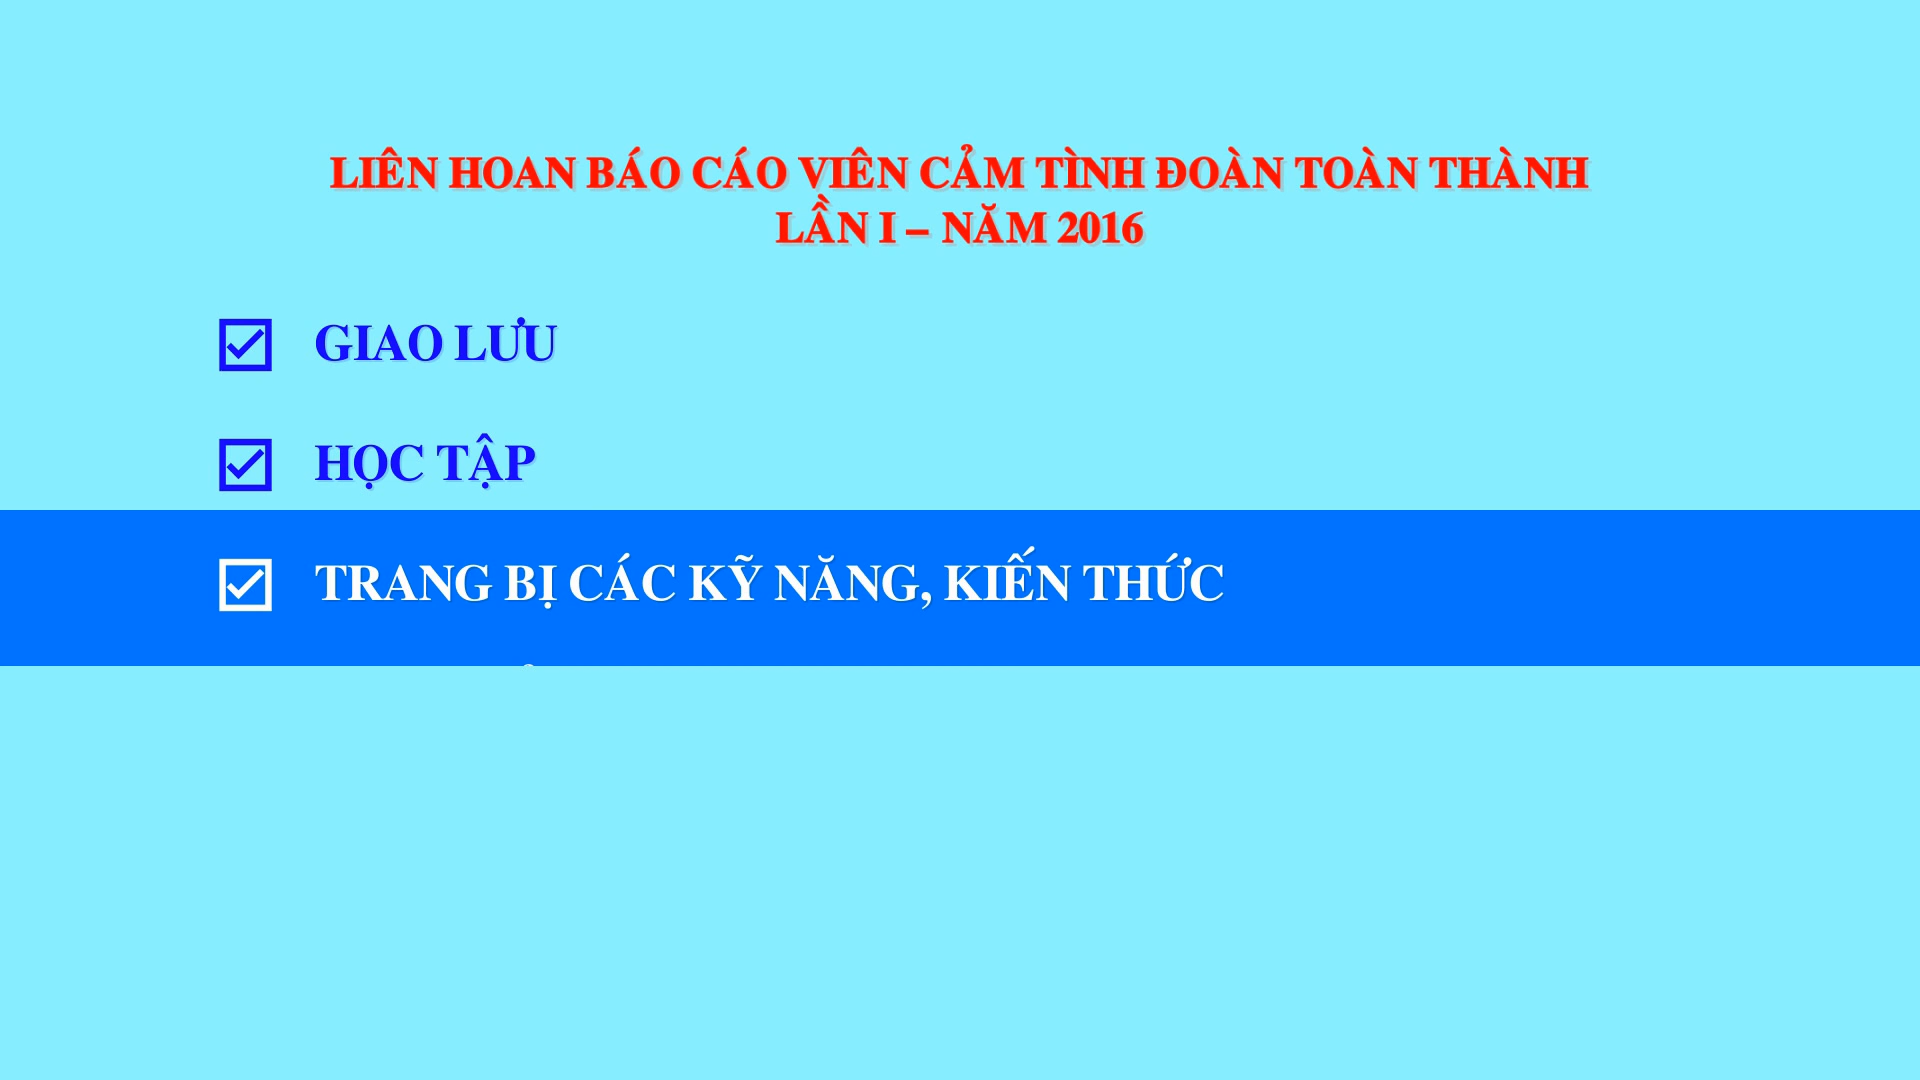 LIÊN HOAN BÁO CÁO VIÊN CẢM TÌNH ĐOÀN TOÀN THÀNH
LẦN I – NĂM 2016
GIAO LƯU
HỌC TẬP
TRANG BỊ CÁC KỸ NĂNG, KIẾN THỨC